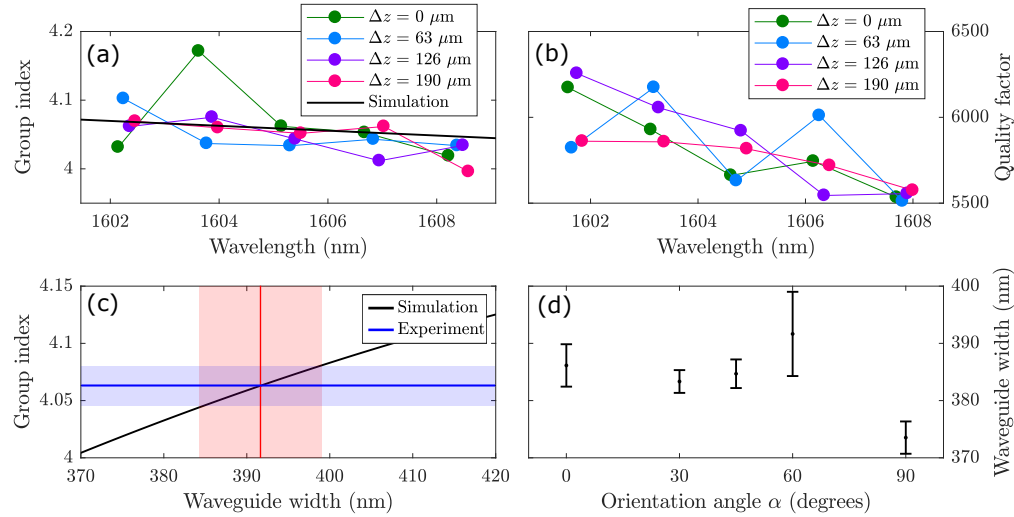 (a)
Δz = 0 μm
Δz = 63 μm
Δz = 126 μm
Δz = 190 μm
Simulation
4.2
4.1
4
Group index
1602
1604
1606
1608
Wavelength (nm)
(b)
Δz = 0 μm
Δz = 63 μm
Δz = 126 μm
Δz = 190 μm
6500
6000
5500
Quality factor
1602
1604
1606
1608
Wavelength (nm)
(c)
Simulation
Experiment
4.15
4.1
4.05
4
Group index
370
380
390
400
410
420
Waveguide width (nm)
(d)
400
390
380
370
Waveguide width (nm)
0
30
60
90
Orientation angle α (degrees)